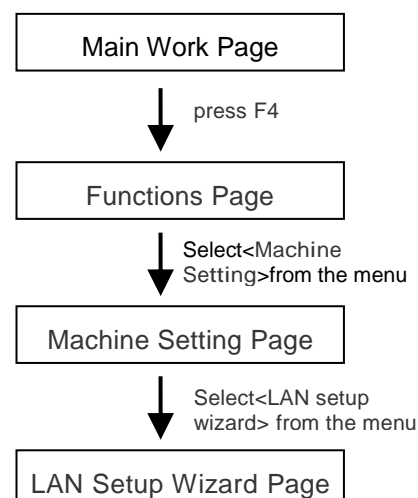 Main Work Page
press F4
Functions Page
Select<Machine
Setting>from the menu
Machine Setting Page
Select<LAN setup
wizard> from the menu
LAN Setup Wizard Page